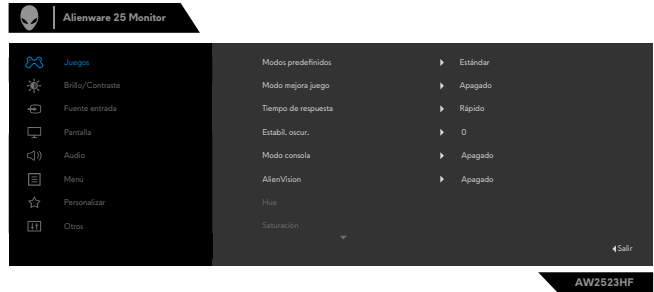 Alienware 25 Monitor
Juegos
Brillo/Contraste
Fuente entrada
Pantalla
Audio
Menú
Personalizar
Otros
Modos predefinidos Estándar
Modo mejora juego Apagado
Tiempo de respuesta Rápido
Estabil. oscur. 0
Modo consola Apagado
AlienVision Apagado
Hue
Saturación
Salir
AW2523HF